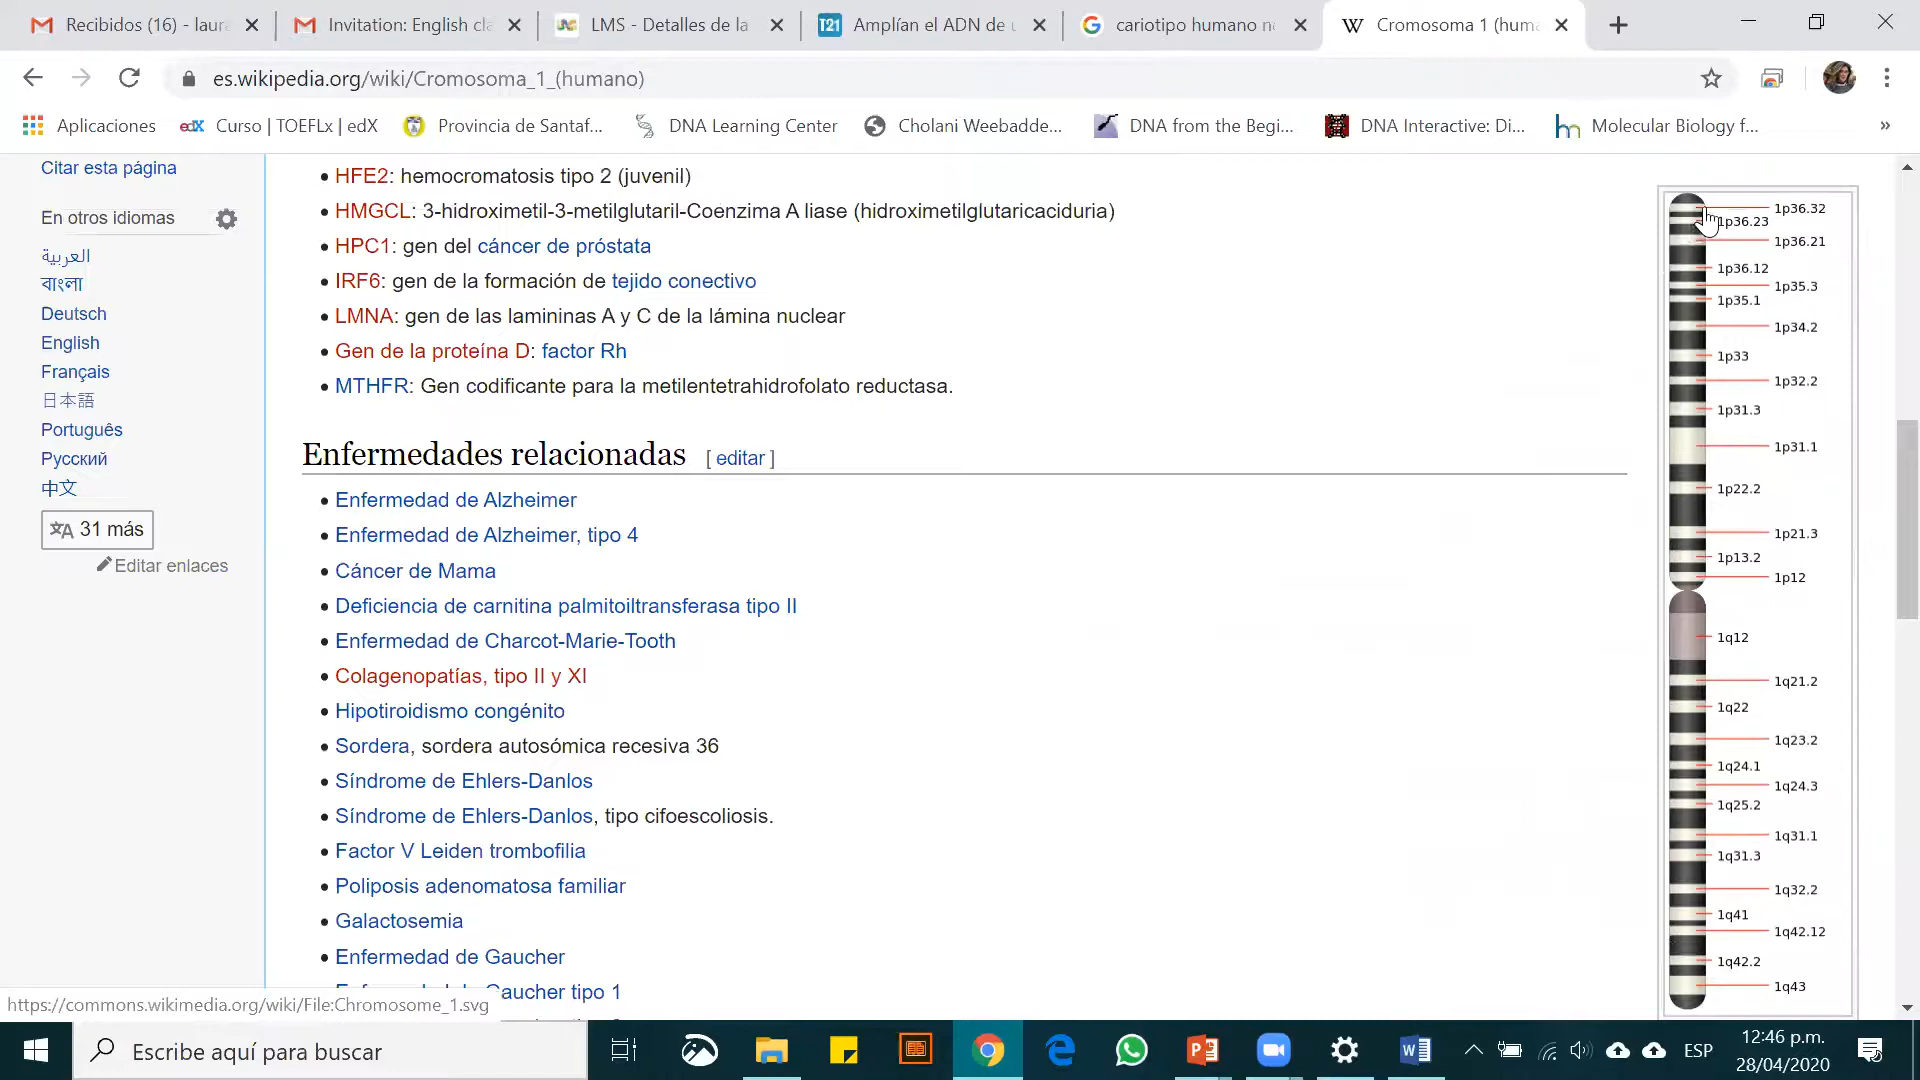 Recibidos (16) - laura
Invitation: English cla
LMS - Detalles de la
T21
Amplían el ADN de u
cariotipo humano no
Cromosoma 1 (huma
es.wikipedia.org/wiki/Cromosoma_1_(humano)
Aplicaciones
edX
Curso | TOEFLx | edX
Provincia de Santaf...
DNA Learning Center
Cholani Weebadde...
DNA from the Begi...
DNA Interactive: Di...
Molecular Biology f...
»
Citar esta página
En otros idiomas
العربية
বাংলা
Deutsch
English
Français
日本語
Português
Русский
中文
31 más
Editar enlaces
• HFE2: hemocromatosis tipo 2 (juvenil)
• HMGCL: 3-hidroximetil-3-metilglutaril-Coenzima A liase (hidroximetilglutaricaciduria)
• HPC1: gen del cáncer de próstata
• IRF6: gen de la formación de tejido conectivo
• LMNA: gen de las lamininas A y C de la lámina nuclear
• Gen de la proteína D: factor Rh
• MTHFR: Gen codificante para la metilentetrahidrofolato reductasa.
Enfermedades relacionadas [ editar ]
• Enfermedad de Alzheimer
• Enfermedad de Alzheimer, tipo 4
• Cáncer de Mama
• Deficiencia de carnitina palmitoiltransferasa tipo II
• Enfermedad de Charcot-Marie-Tooth
• Colagenopatías, tipo II y XI
• Hipotiroidismo congénito
• Sordera, sordera autosómica recesiva 36
• Síndrome de Ehlers-Danlos
• Síndrome de Ehlers-Danlos, tipo cifoescoliosis.
• Factor V Leiden trombofilia
• Poliposis adenomatosa familiar
• Galactosemia
• Enfermedad de Gaucher
Gaucher tipo 1
1p36.32
1p36.23
1p36.21
1p36.12
1p35.3
1p35.1
1p34.2
1p33
1p32.2
1p31.3
1p31.1
1p22.2
1p21.3
1p13.2
1p12
1q12
1q21.2
1q22
1q23.2
1q24.1
1q24.3
1q25.2
1q31.1
1q31.3
1q32.2
1q41
1q42.12
1q42.2
1q43
https://commons.wikimedia.org/wiki/File:Chromosome_1.svg
Escribe aquí para buscar
ESP
12:46 p.m.
28/04/2020